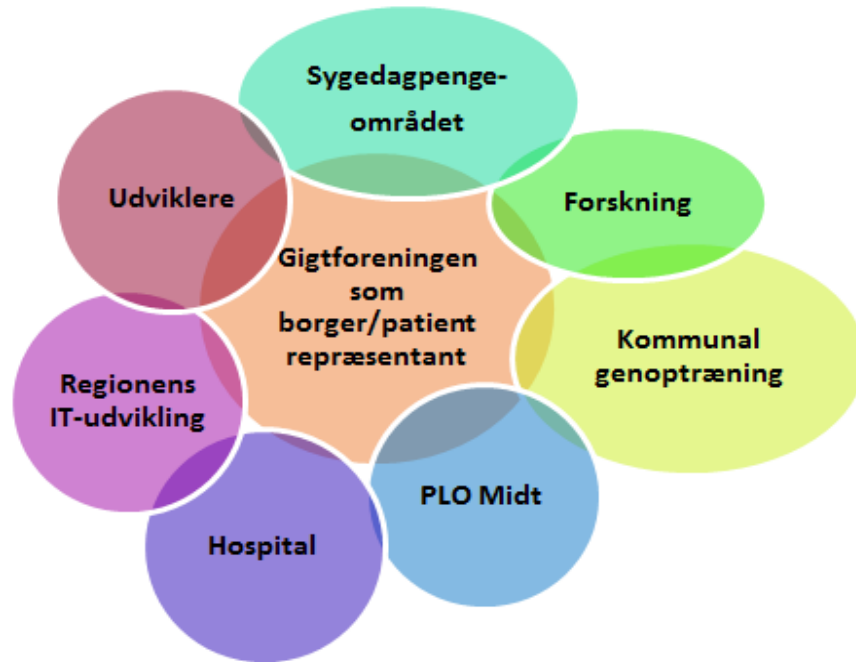 Sygedagpenge-
området
Udviklere
Forskning
Gigtforeningen
som
borger/patient
repræsentant
Kommunal
genoptræning
Regionens
IT-udvikling
PLO Midt
Hospital